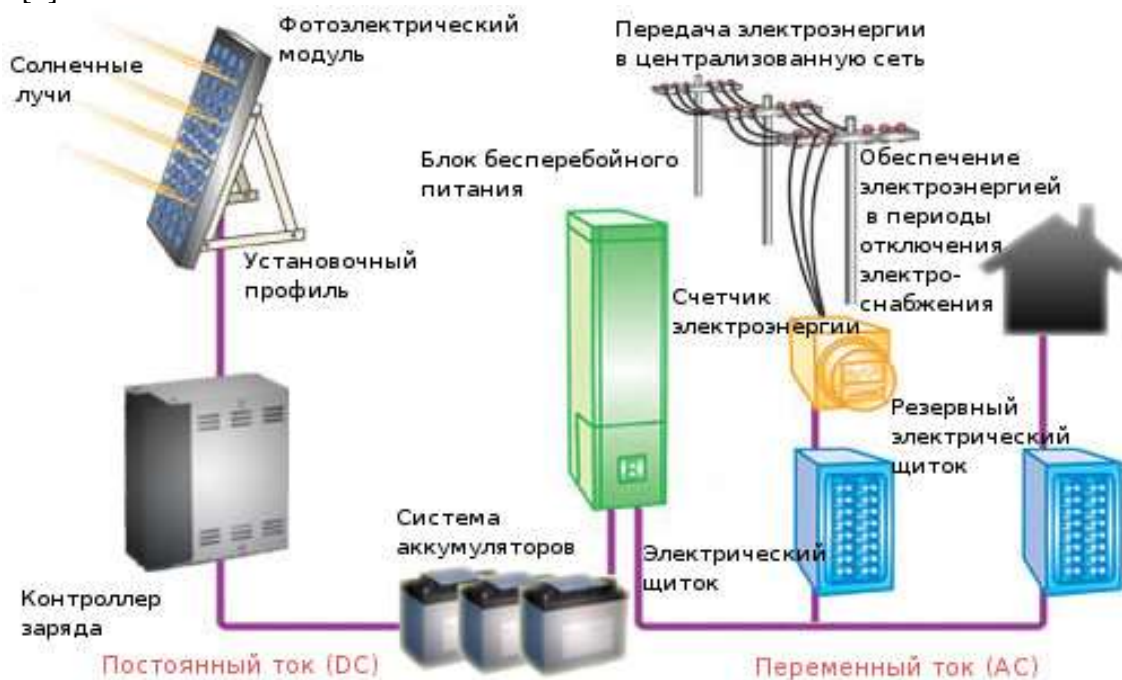 Фотоэлектрический
модуль
Солнечные
лучи
Передача электроэнергии
в централизованную сеть
Блок бесперебойного
питания
Обеспечение
электроэнергией
в периоды
отключения
электро-
снабжения
Установочный
профиль
Счетчик
электроэнергии
Резервный
электрический
щиток
Система
аккумуляторов
Электрический
щиток
Контроллер
заряда
Постоянный ток (DC)
Переменный ток (AC)